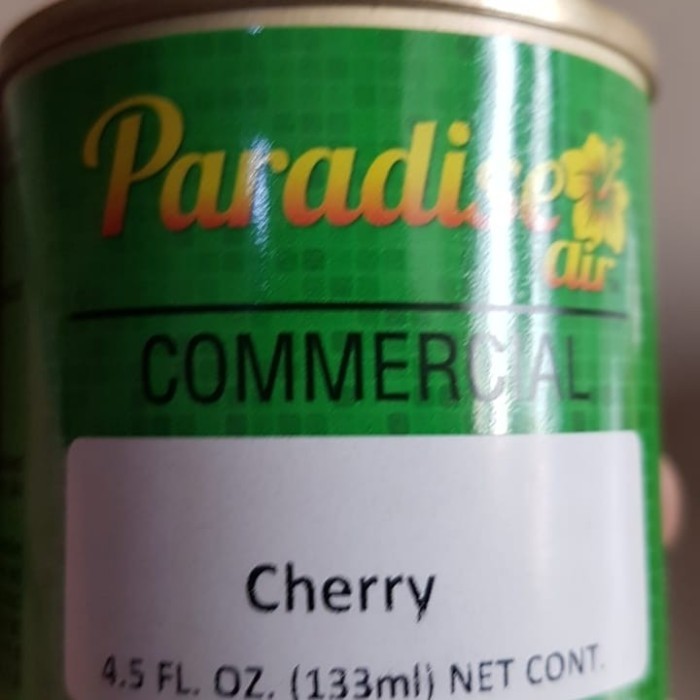 Paradise
air
COMMERCIAL
Cherry
4.5 FL. OZ. (133ml) NET CONT.